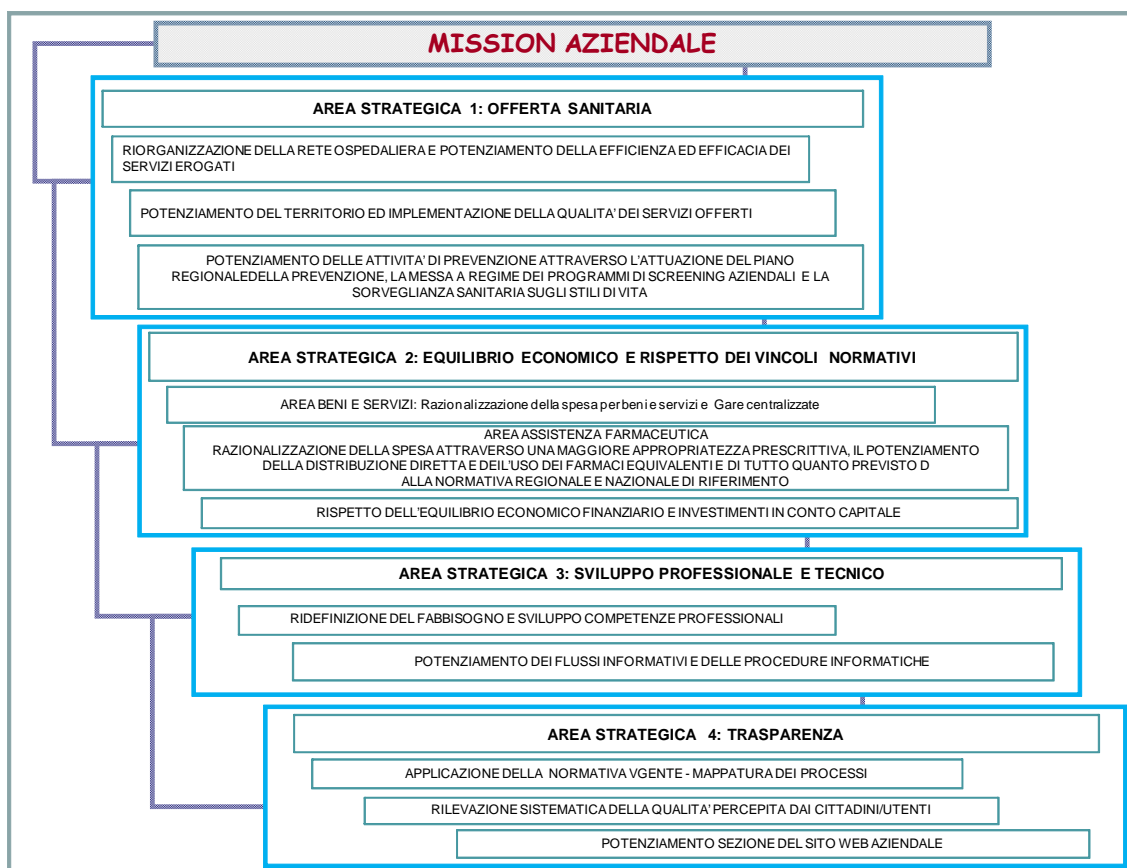 MISSION AZIENDALE
AREA STRATEGICA 1: OFFERTA SANITARIA
RIORGANIZZAZIONE DELLA RETE OSPEDALIERA E POTENZIAMENTO DELLA EFFICIENZA ED EFFICACIA DEI
SERVIZI EROGATI
POTENZIAMENTO DEL TERRITORIO ED IMPLEMENTAZIONE DELLA QUALITA' DEI SERVIZI OFFERTI
POTENZIAMENTO DELLE ATTIVITA' DI PREVENZIONE ATTRAVERSO L'ATTUAZIONE DEL PIANO
REGIONALEDELLA PREVENZIONE, LA MESSA A REGIME DEI PROGRAMMI DI SCREENING AZIENDALI E LA
SORVEGLIANZA SANITARIA SUGLI STILI DI VITA
AREA STRATEGICA 2: EQUILIBRIO ECONOMICO E RISPETTO DEI VINCOLI NORMATIVI
AREA BENI E SERVIZI: Razionalizzazione della spesa per beni e servizi e Gare centralizzate
AREA ASSISTENZA FARMACEUTICA
RAZIONALIZZAZIONE DELLA SPESA ATTRAVERSO UNA MAGGIORE APPROPRIATEZZA PRESCRITTIVA, IL POTENZIAMENTO
DELLA DISTRIBUZIONE DIRETTA E DEIL'USO DEI FARMACI EQUIVALENTI E DI TUTTO QUANTO PREVISTO D
ALLA NORMATIVA REGIONALE E NAZIONALE DI RIFERIMENTO
RISPETTO DELL'EQUILIBRIO ECONOMICO FINANZIARIO E INVESTIMENTI IN CONTO CAPITALE
AREA STRATEGICA 3: SVILUPPO PROFESSIONALE E TECNICO
RIDEFINIZIONE DEL FABBISOGNO E SVILUPPO COMPETENZE PROFESSIONALI
POTENZIAMENTO DEI FLUSSI INFORMATIVI E DELLE PROCEDURE INFORMATICHE
AREA STRATEGICA 4: TRASPARENZA
APPLICAZIONE DELLA NORMATIVA VGENTE - MAPPATURA DEI PROCESSI
RILEVAZIONE SISTEMATICA DELLA QUALITA' PERCEPITA DAI CITTADINI/UTENTI
POTENZIAMENTO SEZIONE DEL SITO WEB AZIENDALE